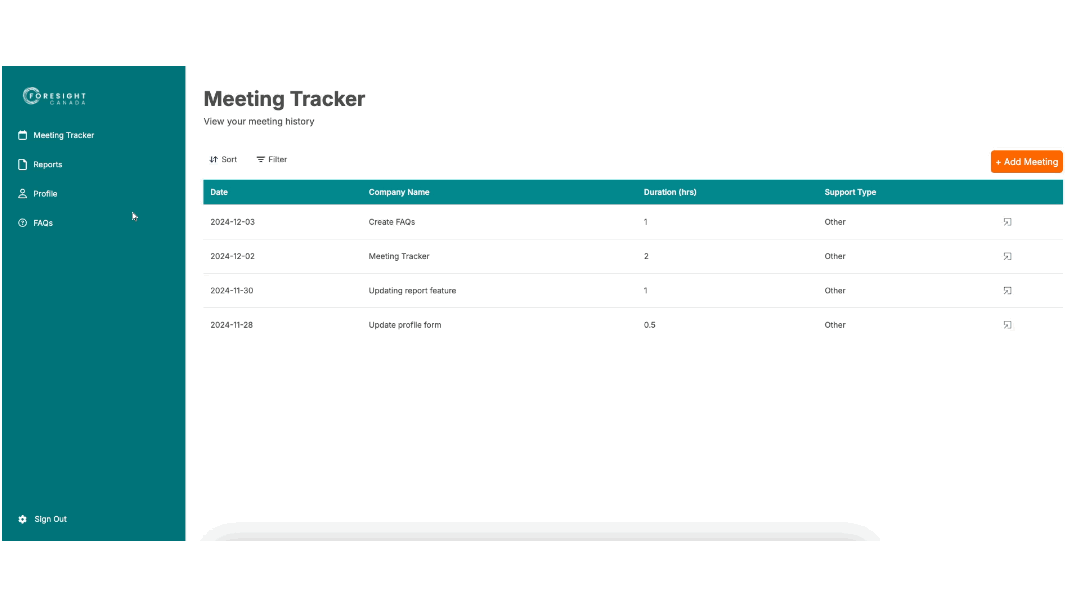 FORESIGHT
CANADA
Meeting Tracker
Reports
Profile
FAQs
Sign Out
Meeting Tracker
View your meeting history
Sort Filter
+ Add Meeting
Date Company Name Duration (hrs) Support Type
2024-12-03 Create FAQs 1 Other
2024-12-02 Meeting Tracker 2 Other
2024-11-30 Updating report feature 1 Other
2024-11-28 Update profile form 0.5 Other